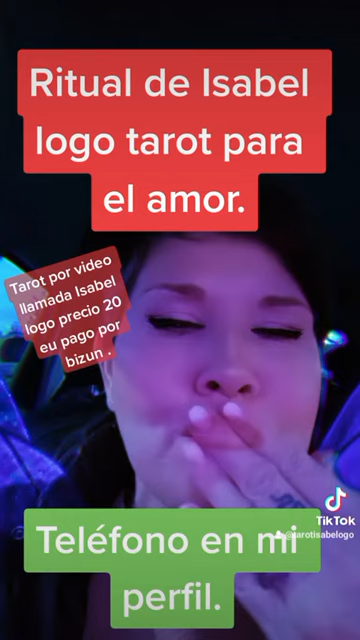 Ritual de Isabel
logo tarot para
el amor.
Tarot por video
llamada Isabel
logo precio 20
eu pago por
bizun .
TikTok
@tarotisabelogo
Teléfono en mi
perfil.